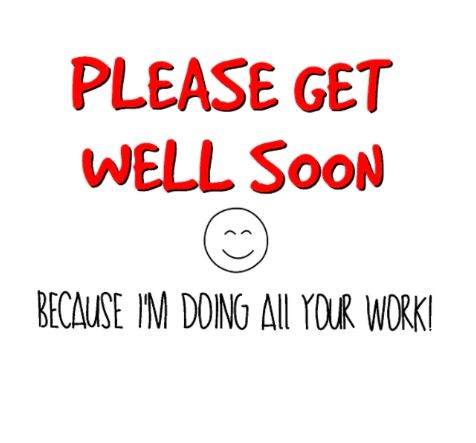 PLEASE GET
WELL SOON
BECAUSE I'M DOING All YOUR WORK!